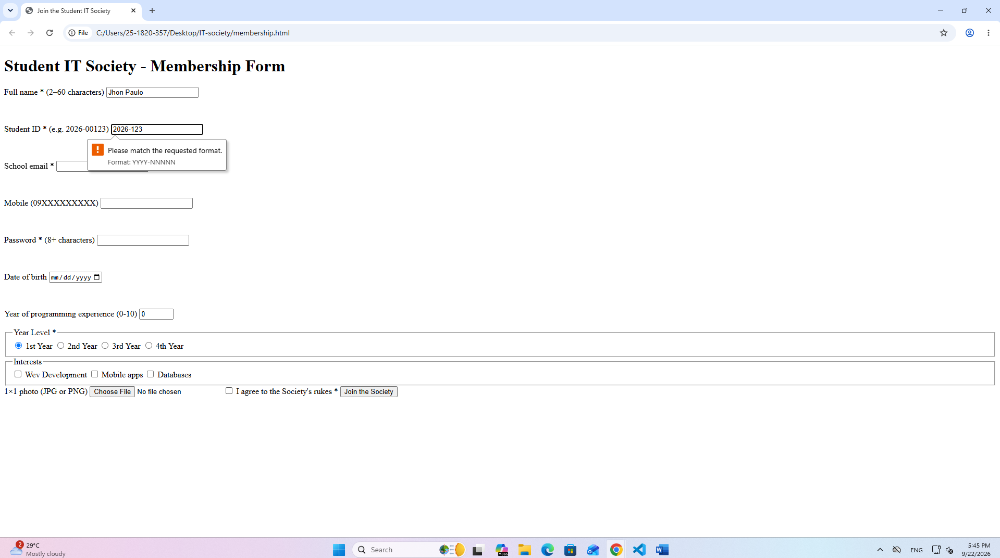 Join the Student IT Society
File C:/Users/25-1820-357/Desktop/IT-society/membership.html
Student IT Society - Membership Form
Full name * (2–60 characters) Jhon Paulo
Student ID * (e.g. 2026-00123) 2026-123
Please match the requested format.
Format: YYYY-NNNNN
School email *
Mobile (09XXXXXXXXX)
Password * (8+ characters)
Date of birth mm/dd/yyyy
Year of programming experience (0-10) 0
Year Level *
1st Year 2nd Year 3rd Year 4th Year
Interests
Wev Development Mobile apps Databases
1×1 photo (JPG or PNG) Choose File No file chosen I agree to the Society's rukes * Join the Society
2
29°C
Mostly cloudy
Search
M365
ENG
5:45 PM
9/22/2026